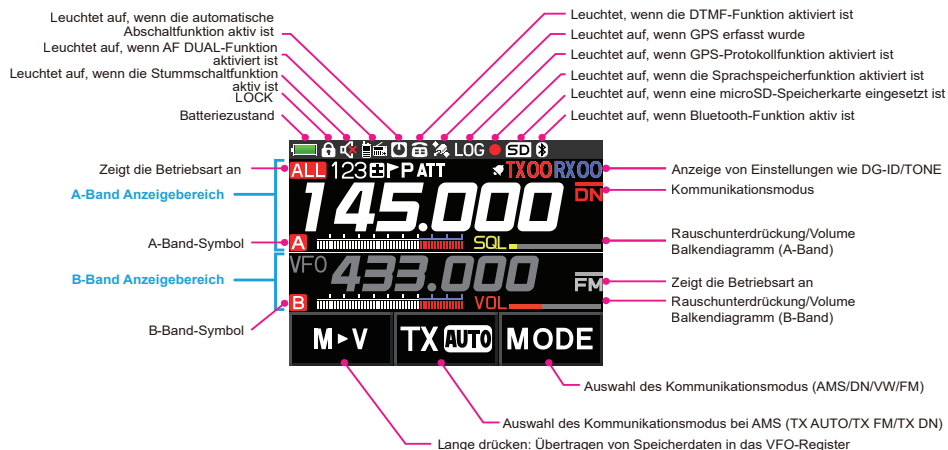 Leuchtet auf, wenn die automatische
Abschaltfunktion aktiv ist
Leuchtet auf, wenn AF DUAL-Funktion
aktiviert ist
Leuchtet auf, wenn die Stummschaltfunktion
aktiv ist
LOCK
Batteriezustand
Leuchtet, wenn die DTMF-Funktion aktiviert ist
Leuchtet auf, wenn GPS erfasst wurde
Leuchtet auf, wenn GPS-Protokollfunktion aktiviert ist
Leuchtet auf, wenn die Sprachspeicherfunktion aktiviert ist
Leuchtet auf, wenn eine microSD-Speicherkarte eingesetzt ist
Leuchtet auf, wenn Bluetooth-Funktion aktiv ist
LOG SD
Zeigt die Betriebsart an
A-Band Anzeigebereich
A-Band-Symbol
B-Band Anzeigebereich
B-Band-Symbol
ALL 123 P ATT TX00 RX00
DN
145.000
A SQL
VFO 433.000
FM
B VOL
M►V TX AUTO MODE
Anzeige von Einstellungen wie DG-ID/TONE
Kommunikationsmodus
Rauschunterdrückung/Volume
Balkendiagramm (A-Band)
Zeigt die Betriebsart an
Rauschunterdrückung/Volume
Balkendiagramm (B-Band)
Auswahl des Kommunikationsmodus (AMS/DN/VW/FM)
Auswahl des Kommunikationsmodus bei AMS (TX AUTO/TX FM/TX DN)
Lange drücken: Übertragen von Speicherdaten in das VFO-Register